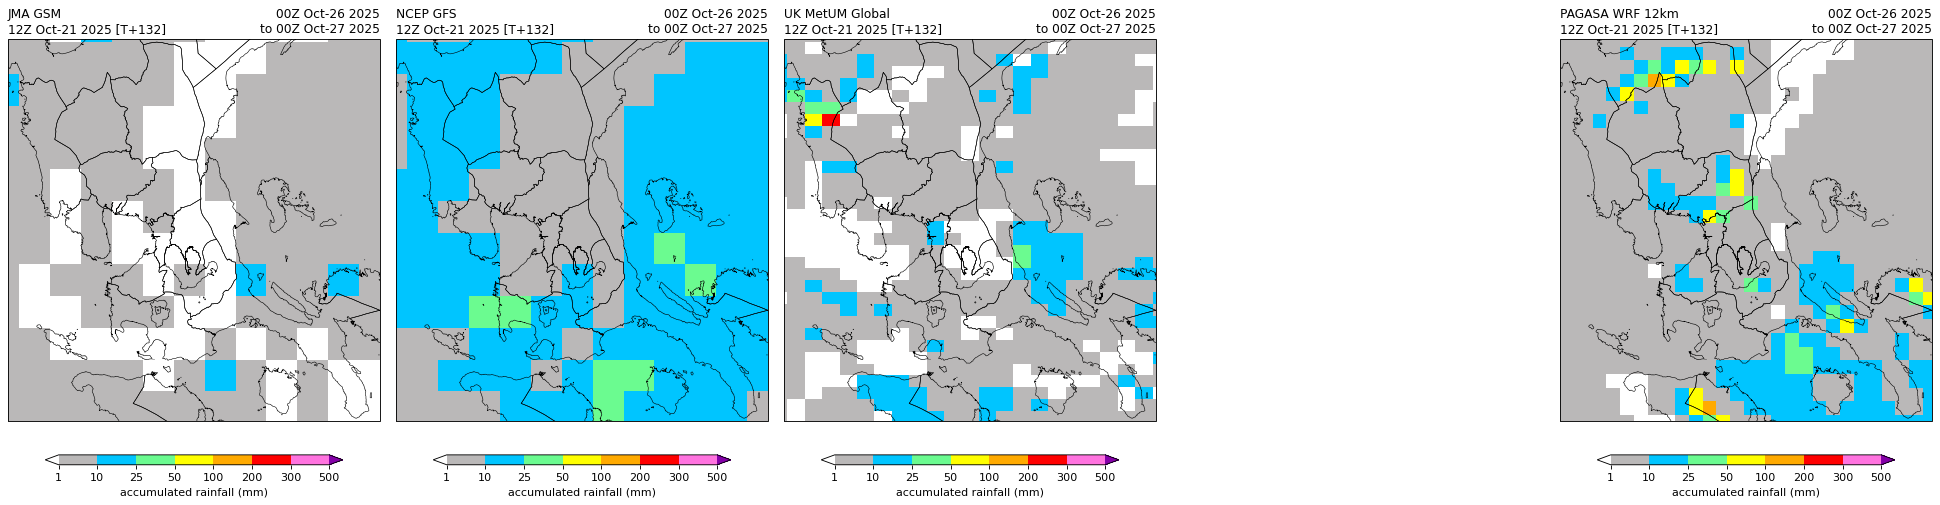 JMA GSM 00Z Oct-26 2025
12Z Oct-21 2025 [T+132] to 00Z Oct-27 2025
1 10 25 50 100 200 300 500
accumulated rainfall (mm)
NCEP GFS 00Z Oct-26 2025
12Z Oct-21 2025 [T+132] to 00Z Oct-27 2025
1 10 25 50 100 200 300 500
accumulated rainfall (mm)
UK MetUM Global 00Z Oct-26 2025
12Z Oct-21 2025 [T+132] to 00Z Oct-27 2025
1 10 25 50 100 200 300 500
accumulated rainfall (mm)
PAGASA WRF 12km 00Z Oct-26 2025
12Z Oct-21 2025 [T+132] to 00Z Oct-27 2025
1 10 25 50 100 200 300 500
accumulated rainfall (mm)